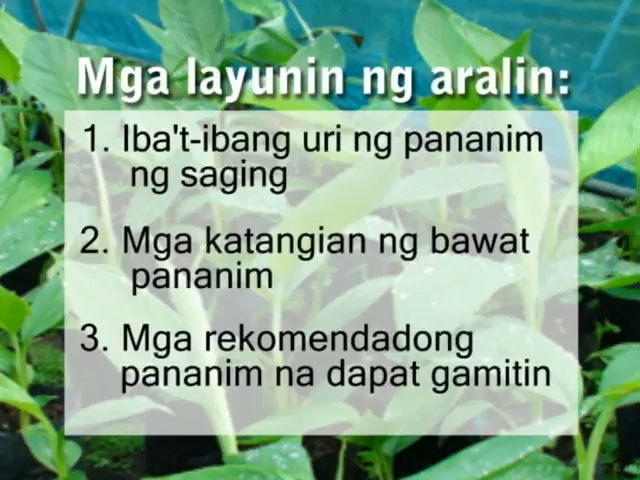 Mga layunin ng aralin:
1. Iba't-ibang uri ng pananim
ng saging
2. Mga katangian ng bawat
pananim
3. Mga rekomendadong
pananim na dapat gamitin